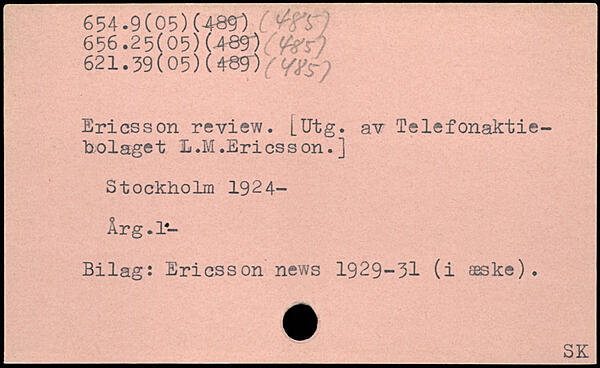 654.9(05)(489) (485)
656.25(05)(489) (485)
621.39(05)(489) (485)
Ericsson review. [Utg. av Telefonaktie-
bolaget L.M.Ericsson.]
Stockholm 1924-
Årg.1-
Bilag: Ericsson news 1929-31 (i æske).
SK